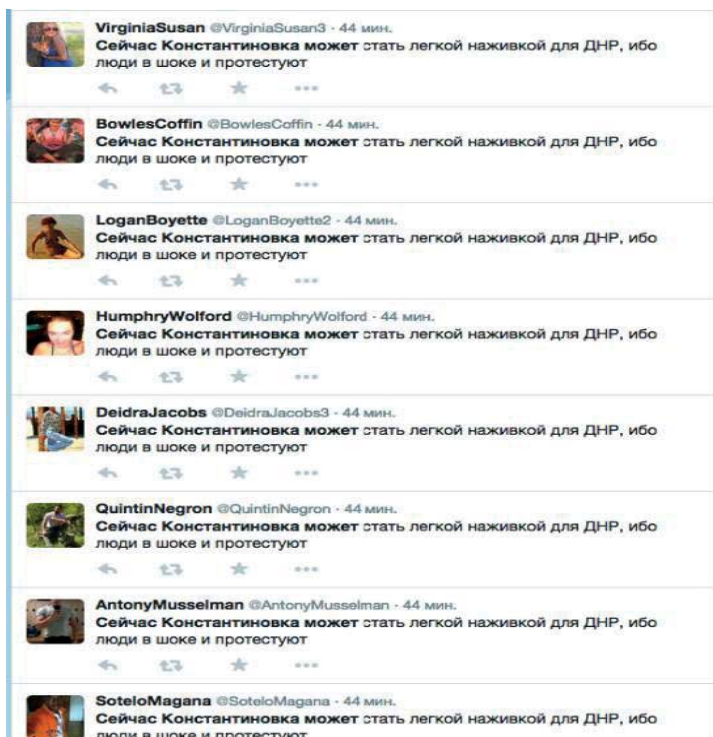 VirginiaSusan @VirginiaSusan3 · 44 мин.
Сейчас Константиновка может стать легкой наживкой для ДНР, ибо
люди в шоке и протестуют
BowlesCoffin @BowlesCoffin · 44 мин.
Сейчас Константиновка может стать легкой наживкой для ДНР, ибо
люди в шоке и протестуют
LoganBoyette @LoganBoyette2 · 44 мин.
Сейчас Константиновка может стать легкой наживкой для ДНР, ибо
люди в шоке и протестуют
HumphryWolford @HumphryWolford · 44 мин.
Сейчас Константиновка может стать легкой наживкой для ДНР, ибо
люди в шоке и протестуют
DeidraJacobs @DeidraJacobs3 · 44 мин.
Сейчас Константиновка может стать легкой наживкой для ДНР, ибо
люди в шоке и протестуют
QuintinNegron @QuintinNegron · 44 мин.
Сейчас Константиновка может стать легкой наживкой для ДНР, ибо
люди в шоке и протестуют
AntonyMusselman @AntonyMusselman · 44 мин.
Сейчас Константиновка может стать легкой наживкой для ДНР, ибо
люди в шоке и протестуют
SoteloMagana @SoteloMagana · 44 мин.
Сейчас Константиновка может стать легкой наживкой для ДНР, ибо
люди в шоке и протестуют